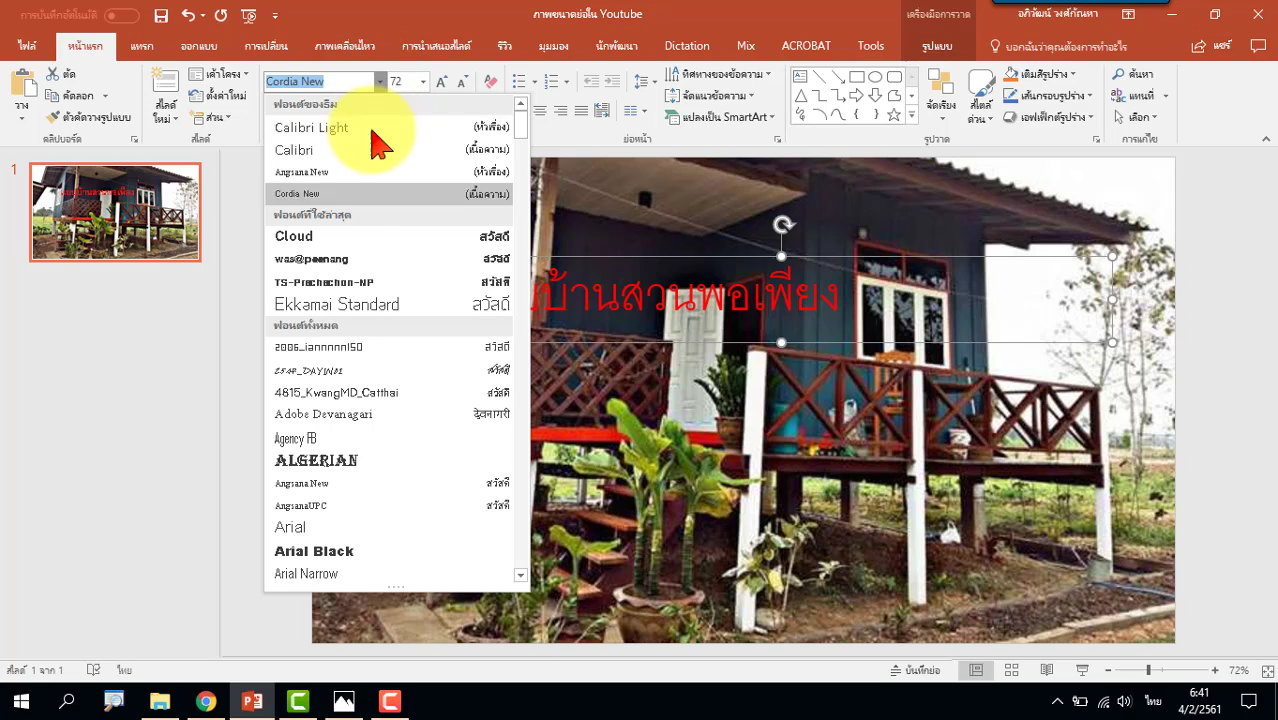 การบันทึกอัตโนมัติ
ภาพขนาดย่อใน Youtube
เครื่องมือการวาด
อภิวัฒน์ วงศ์กัณหา
ไฟล์ หน้าแรก แทรก ออกแบบ การเปลี่ยน ภาพเคลื่อนไหว การนำเสนอสไลด์ รีวิว มุมมอง นักพัฒนา Dictation Mix ACROBAT Tools รูปแบบ บอกฉันว่าคุณต้องการทำอะไร แชร์
วาง
ตัด
คัดลอก
ตัวคัดวางรูปแบบ
คลิปบอร์ด
สไลด์ใหม่
เค้าโครง
ตั้งค่าใหม่
ส่วน
สไลด์
Cordia New 72
ทิศทางของข้อความ
จัดแนวข้อความ
แปลงเป็น SmartArt
ย่อหน้า
จัดเรียง
สไตล์ด่วน
เติมสีรูปร่าง
เส้นกรอบรูปร่าง
เอฟเฟ็กต์รูปร่าง
รูปวาด
ค้นหา
แทนที่
เลือก
การแก้ไข
ฟอนต์ของธีม
Calibri Light (หัวเรื่อง)
Calibri (เนื้อความ)
Angsana New (หัวเรื่อง)
Cordia New (เนื้อความ)
ฟอนต์ที่ใช้ล่าสุด
Cloud สวัสดี
was@peenang สวัสดี
TS-Prachachon-NP สวัสดี
Ekkamai Standard สวัสดี
ฟอนต์ทั้งหมด
2006_iannnnnISO สวัสดี
4815_KwangMD_Catthai สวัสดี
Adobe Devanagari देवनागरी
Agency FB
ALGERIAN
Angsana New สวัสดี
AngsanaUPC สวัสดี
Arial
Arial Black
Arial Narrow
1
บ้านสวนพอเพียง
สไลด์ 1 จาก 1 ไทย
บันทึกย่อ
72%
ไทย
6:41
4/2/2561